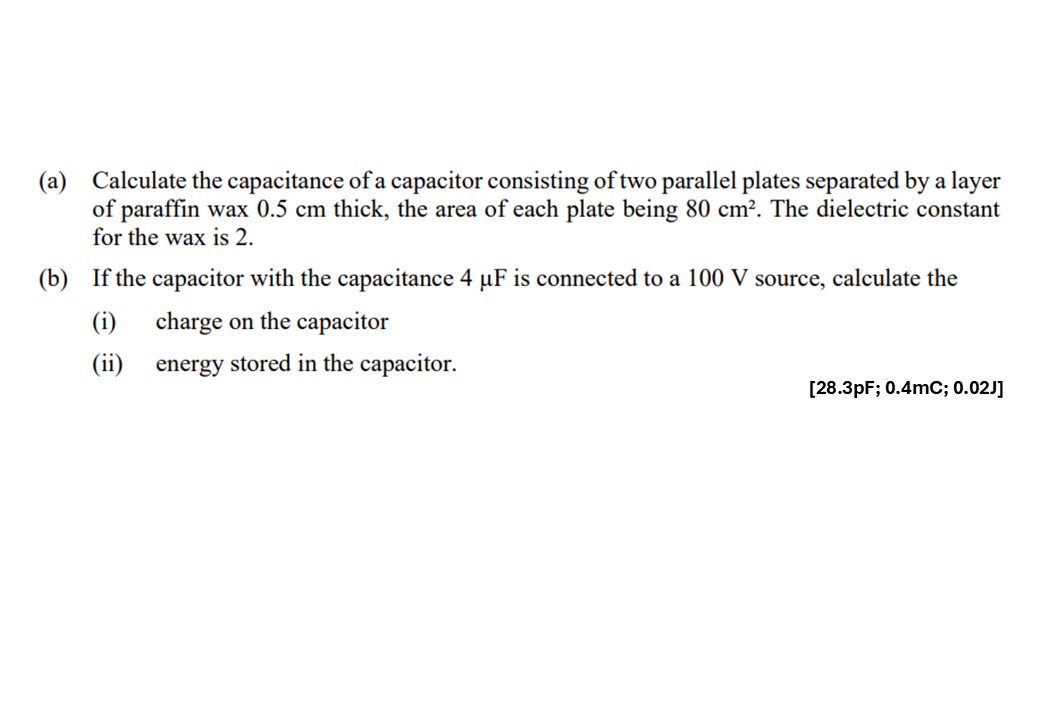 (a) Calculate the capacitance of a capacitor consisting of two parallel plates separated by a layer
of paraffin wax 0.5 cm thick, the area of each plate being 80 cm². The dielectric constant
for the wax is 2.
(b) If the capacitor with the capacitance 4 µF is connected to a 100 V source, calculate the
(i) charge on the capacitor
(ii) energy stored in the capacitor.
[28.3pF; 0.4mC; 0.02J]